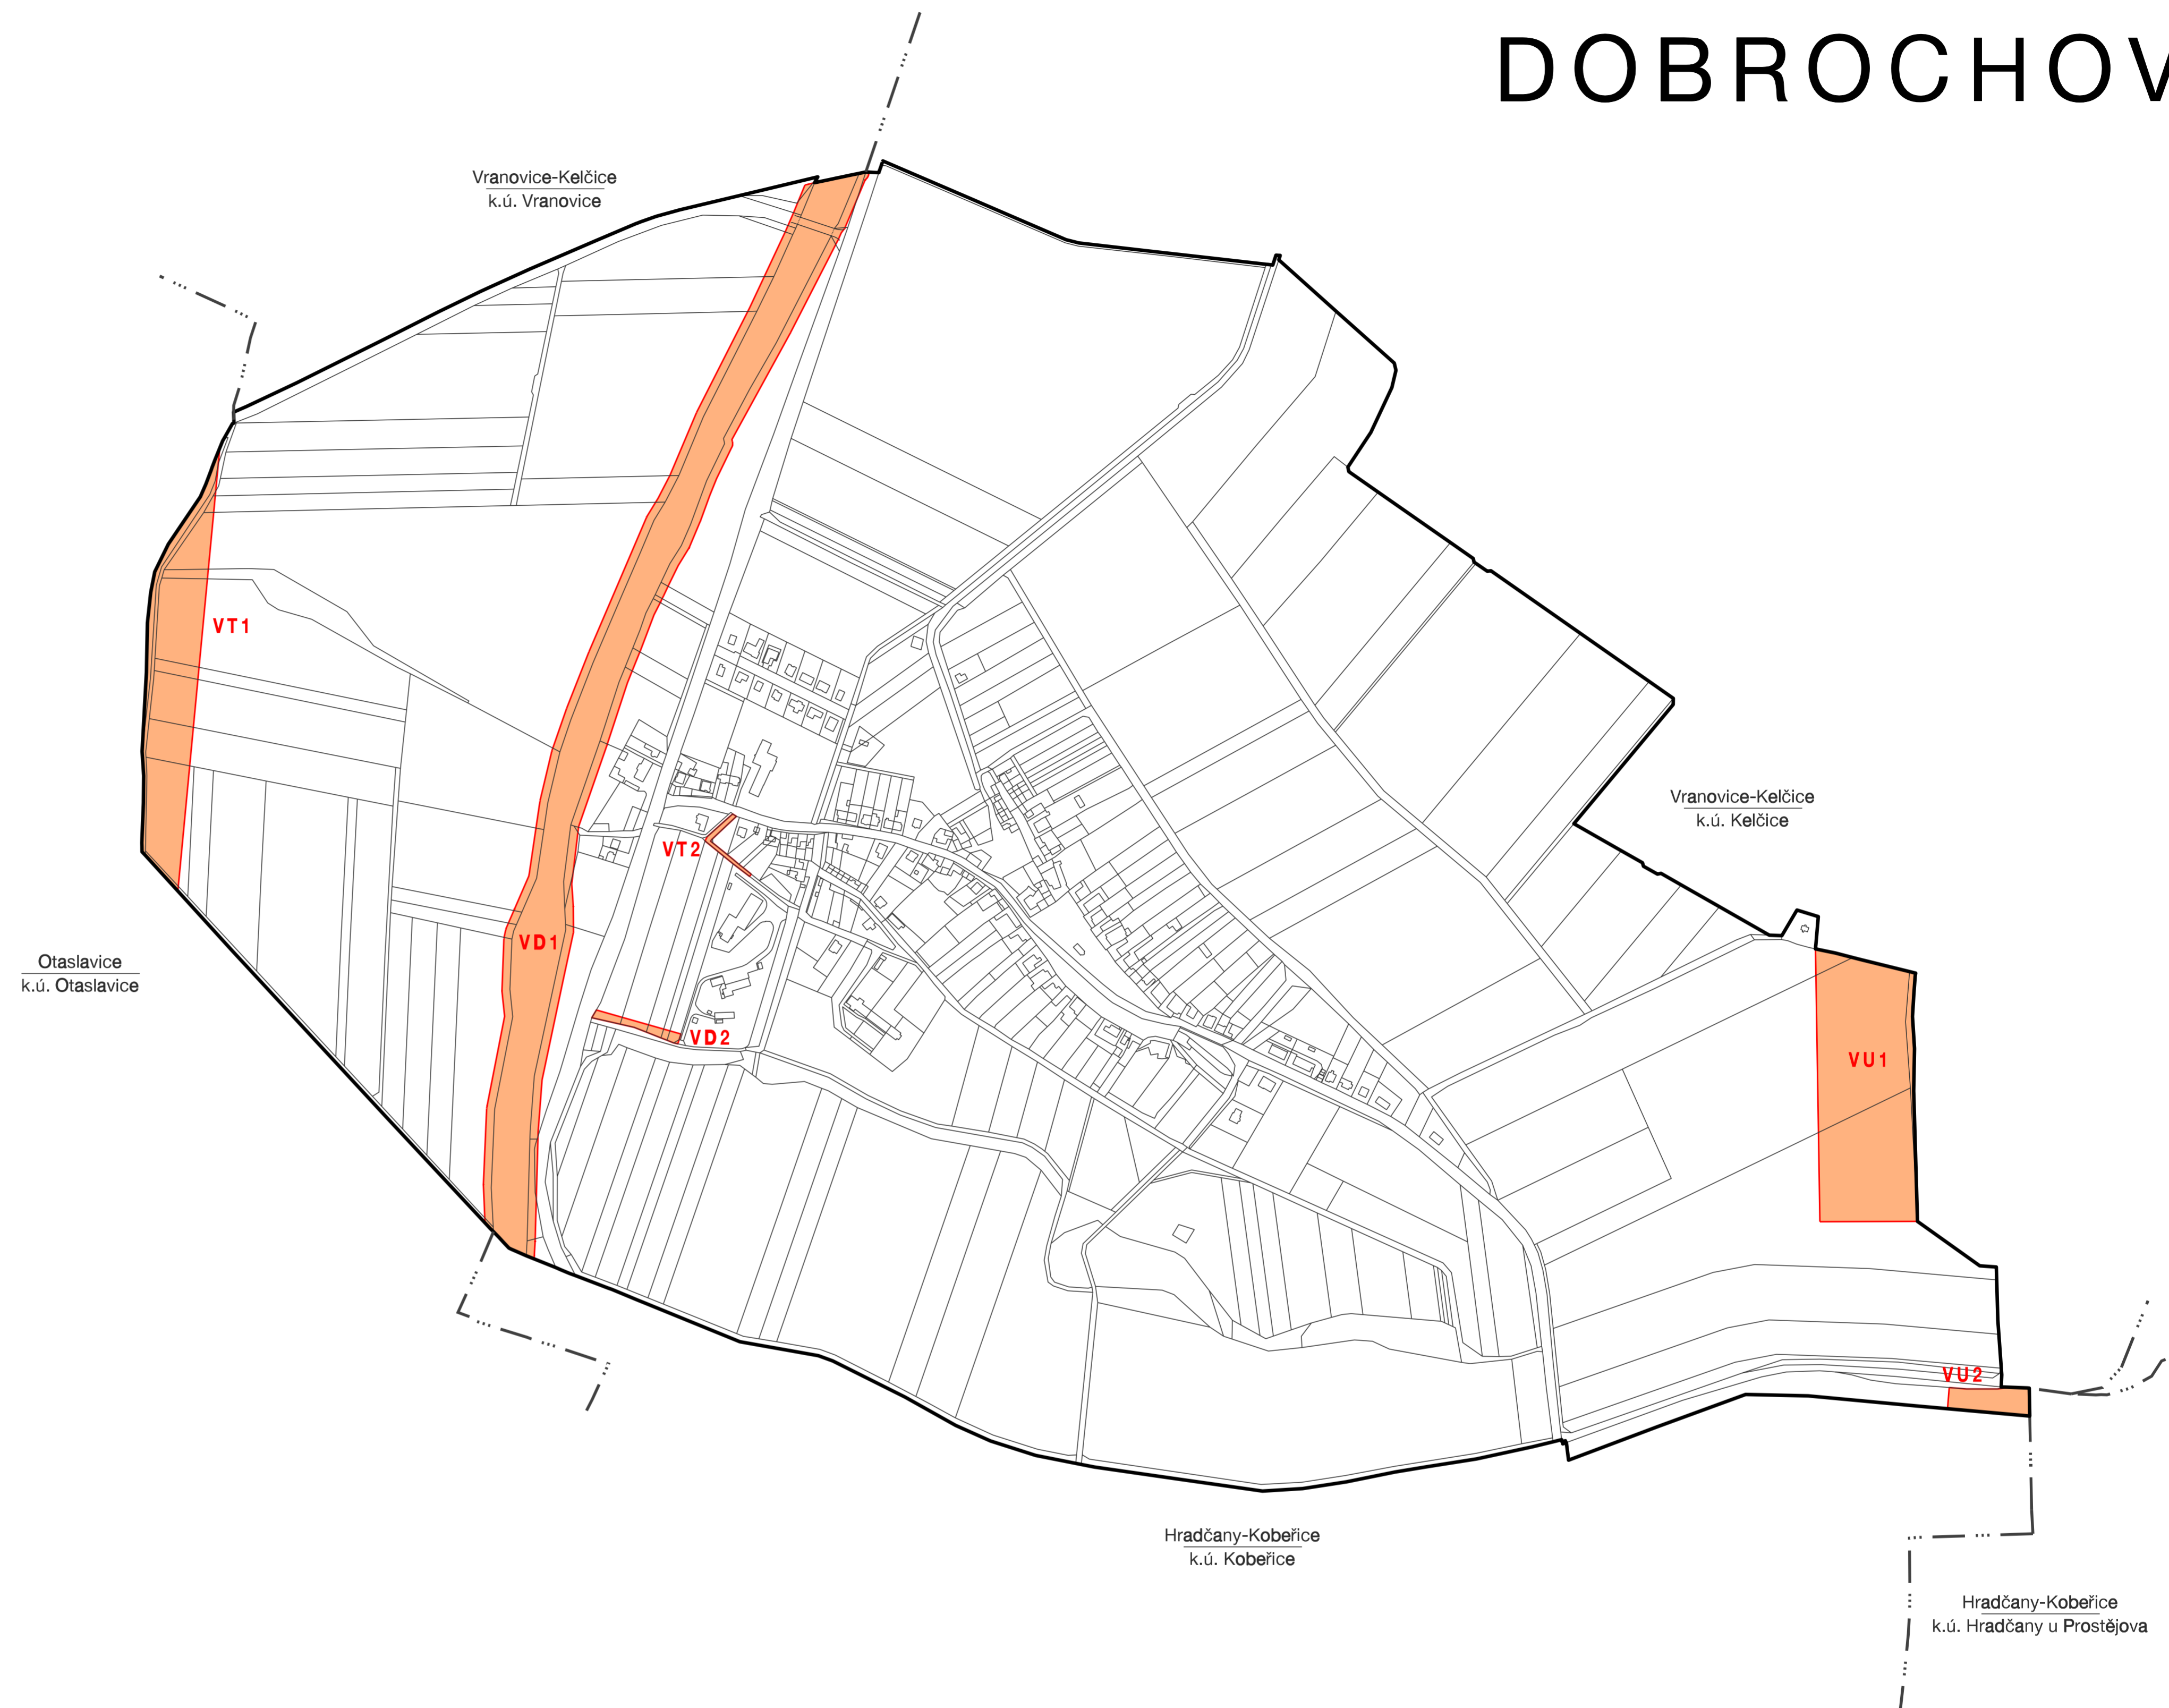 DOBROCHOV
Vranovice-Kelčice
k.ú. Vranovice
VT1
Vranovice-Kelčice
k.ú. Kelčice
VT2
VD1
Otaslavice
k.ú. Otaslavice
VD2
VU1
VU2
Hradčany-Kobeřice
k.ú. Kobeřice
Hradčany-Kobeřice
k.ú. Hradčany u Prostějova